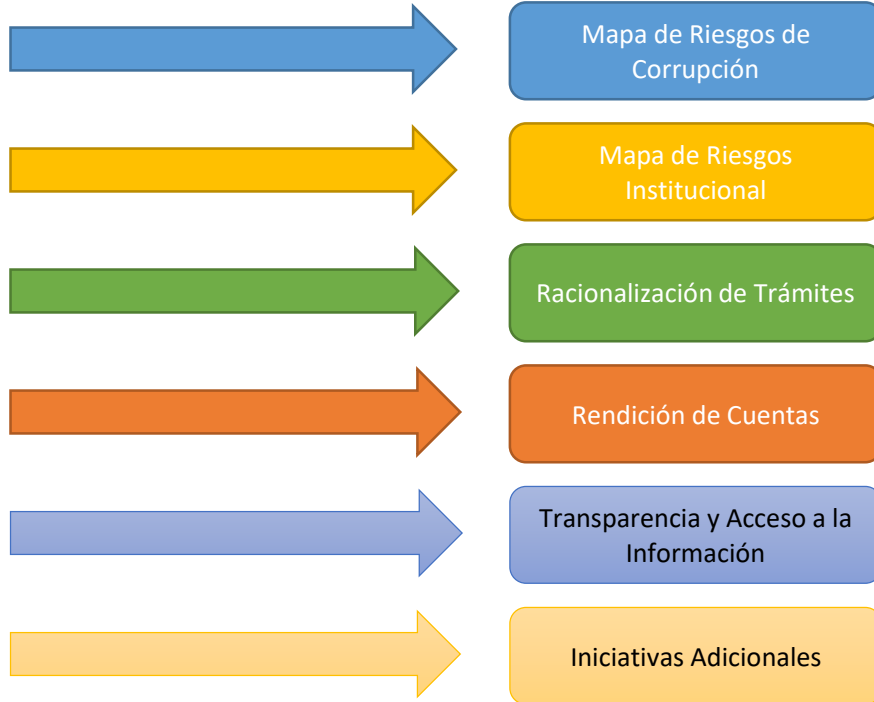 Mapa de Riesgos de
Corrupción
Mapa de Riesgos
Institucional
Racionalización de Trámites
Rendición de Cuentas
Transparencia y Acceso a la
Información
Iniciativas Adicionales